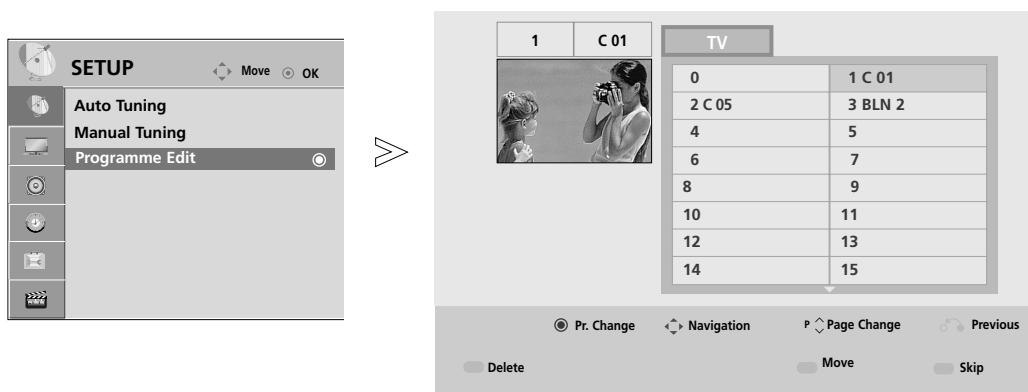 SETUP
Move OK
Auto Tuning
Manual Tuning
Programme Edit
1 C 01
TV
0 1 C 01
2 C 05 3 BLN 2
4 5
6 7
8 9
10 11
12 13
14 15
Pr. Change Navigation P Page Change Previous
Delete Move Skip